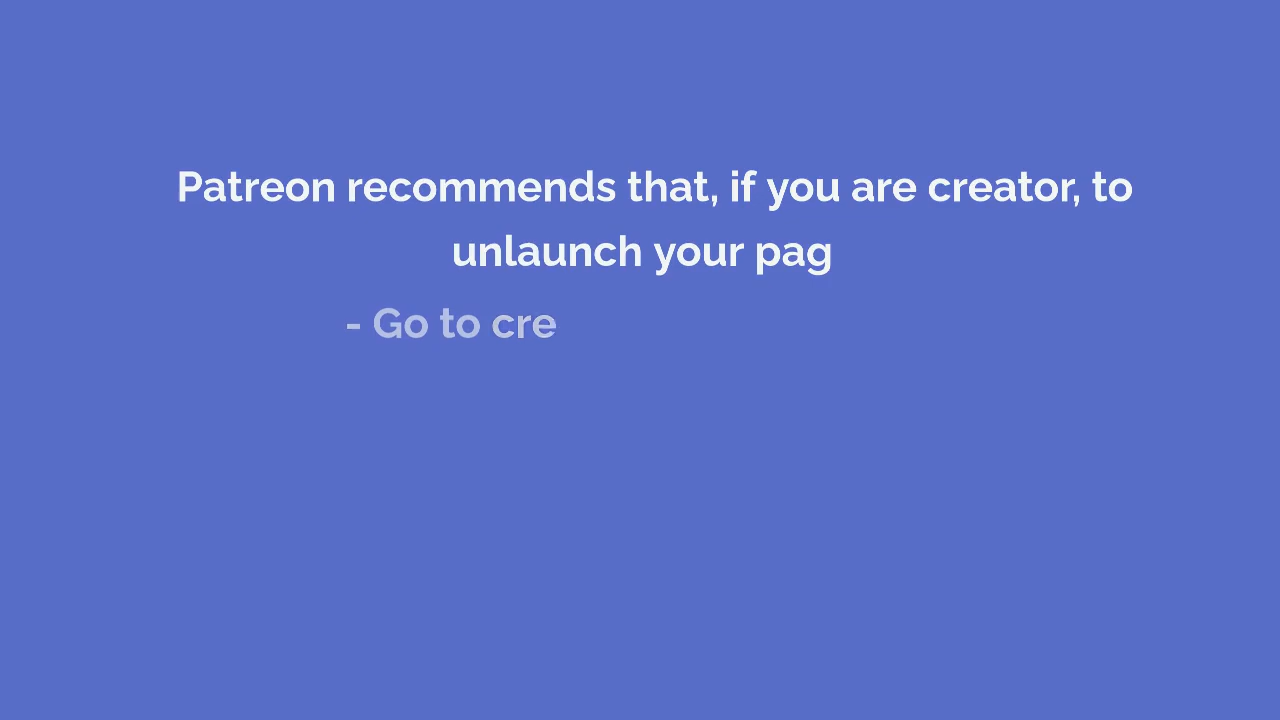 Patreon recommends that, if you are creator, to
unlaunch your pag
- Go to cre